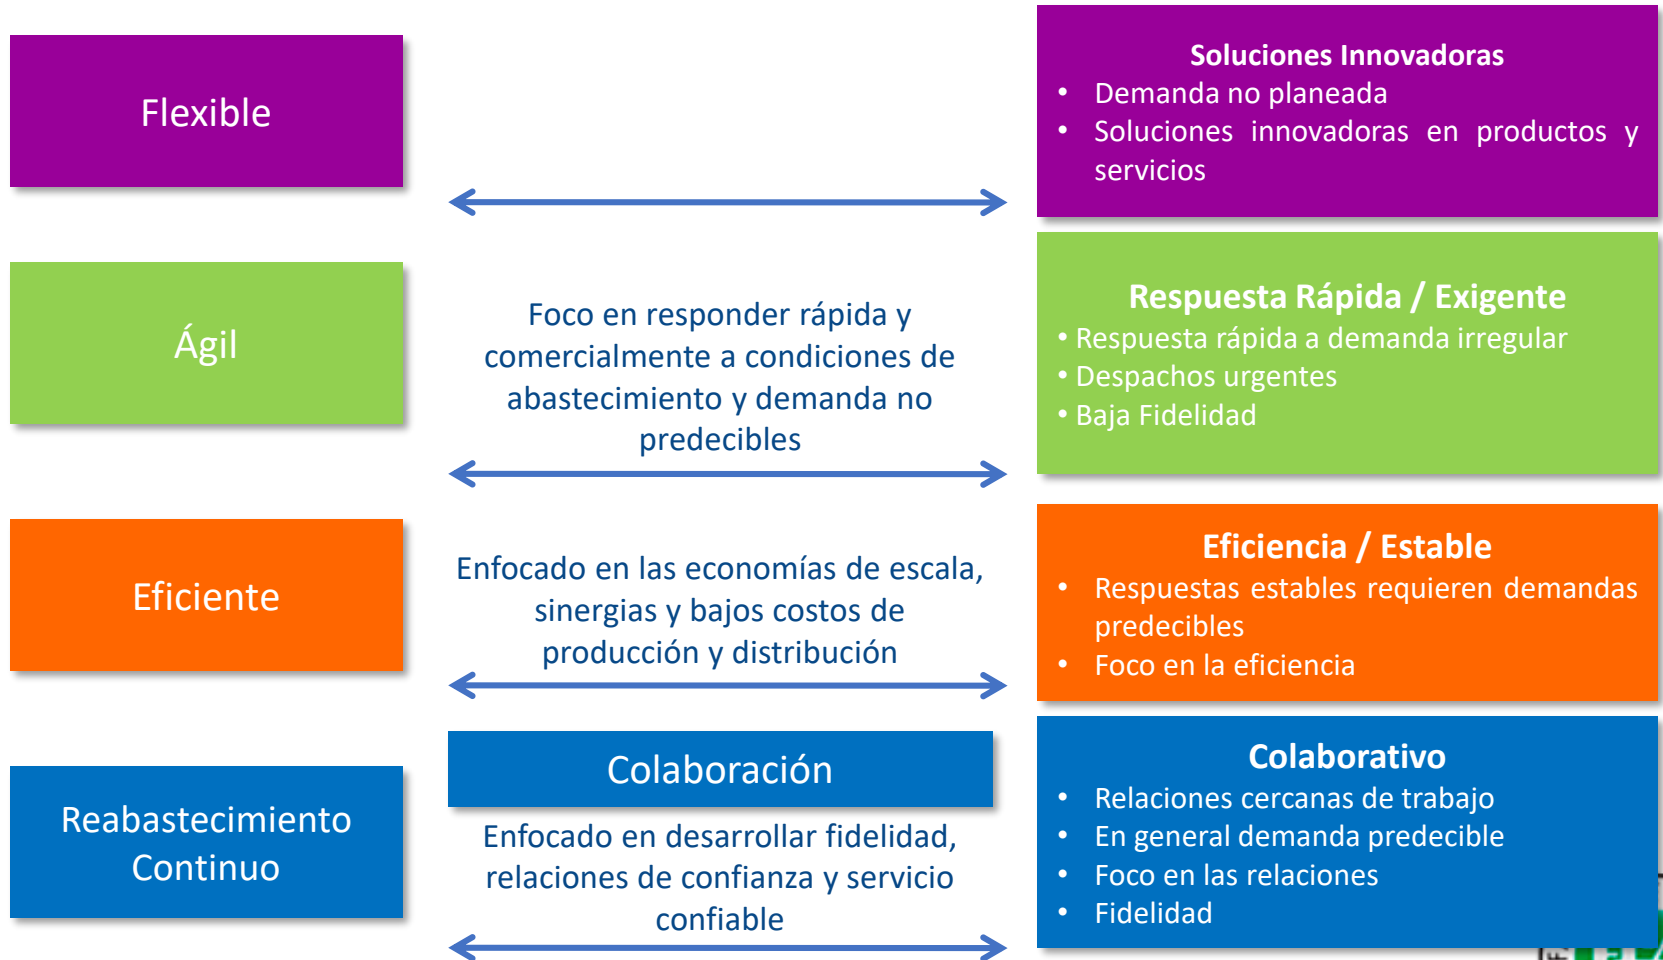 Flexible
Soluciones Innovadoras
• Demanda no planeada
• Soluciones innovadoras en productos y
servicios
Ágil
Foco en responder rápida y
comercialmente a condiciones de
abastecimiento y demanda no
predecibles
Respuesta Rápida / Exigente
• Respuesta rápida a demanda irregular
• Despachos urgentes
• Baja Fidelidad
Eficiente
Enfocado en las economías de escala,
sinergias y bajos costos de
producción y distribución
Eficiencia / Estable
• Respuestas estables requieren demandas
predecibles
• Foco en la eficiencia
Reabastecimiento
Continuo
Colaboración
Enfocado en desarrollar fidelidad,
relaciones de confianza y servicio
confiable
Colaborativo
• Relaciones cercanas de trabajo
• En general demanda predecible
• Foco en las relaciones
• Fidelidad